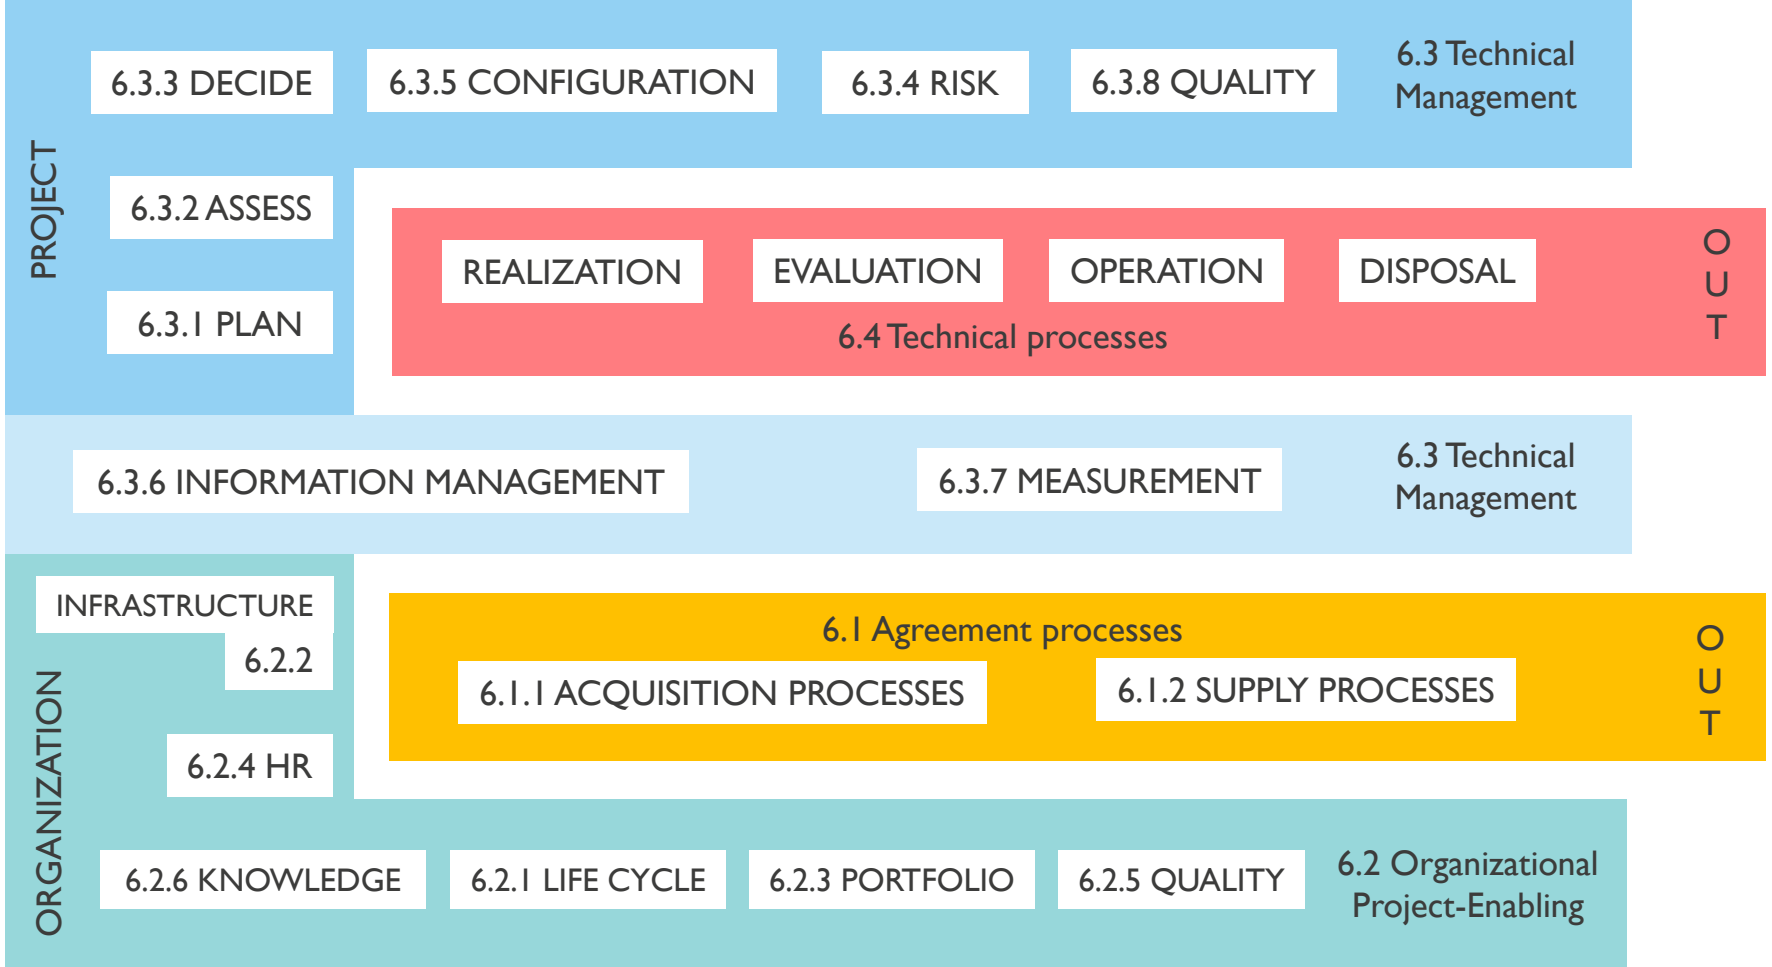 PROJECT
6.3.3 DECIDE
6.3.5 CONFIGURATION
6.3.4 RISK
6.3.8 QUALITY
6.3 Technical
Management
6.3.2 ASSESS
6.3.1 PLAN
REALIZATION
EVALUATION
OPERATION
DISPOSAL
6.4 Technical processes
O
U
T
6.3.6 INFORMATION MANAGEMENT
6.3.7 MEASUREMENT
6.3 Technical
Management
ORGANIZATION
INFRASTRUCTURE
6.2.2
6.2.4 HR
6.1 Agreement processes
6.1.1 ACQUISITION PROCESSES
6.1.2 SUPPLY PROCESSES
O
U
T
6.2.6 KNOWLEDGE
6.2.1 LIFE CYCLE
6.2.3 PORTFOLIO
6.2.5 QUALITY
6.2 Organizational
Project-Enabling